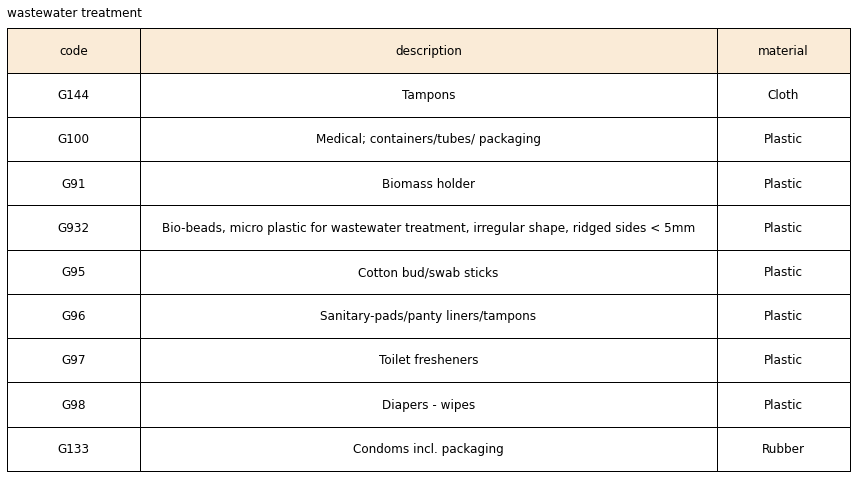 wastewater treatment
code description material
G144 Tampons Cloth
G100 Medical; containers/tubes/ packaging Plastic
G91 Biomass holder Plastic
G932 Bio-beads, micro plastic for wastewater treatment, irregular shape, ridged sides < 5mm Plastic
G95 Cotton bud/swab sticks Plastic
G96 Sanitary-pads/panty liners/tampons Plastic
G97 Toilet fresheners Plastic
G98 Diapers - wipes Plastic
G133 Condoms incl. packaging Rubber